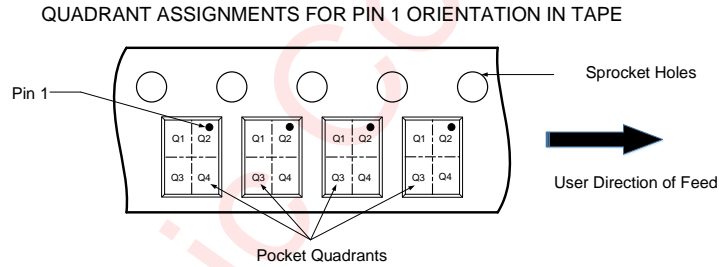 QUADRANT ASSIGNMENTS FOR PIN 1 ORIENTATION IN TAPE
Sprocket Holes
Pin 1
Q1 Q2 Q1 Q2 Q1 Q2 Q1 Q2
Q3 Q4 Q3 Q4 Q3 Q4 Q3 Q4
User Direction of Feed
Pocket Quadrants